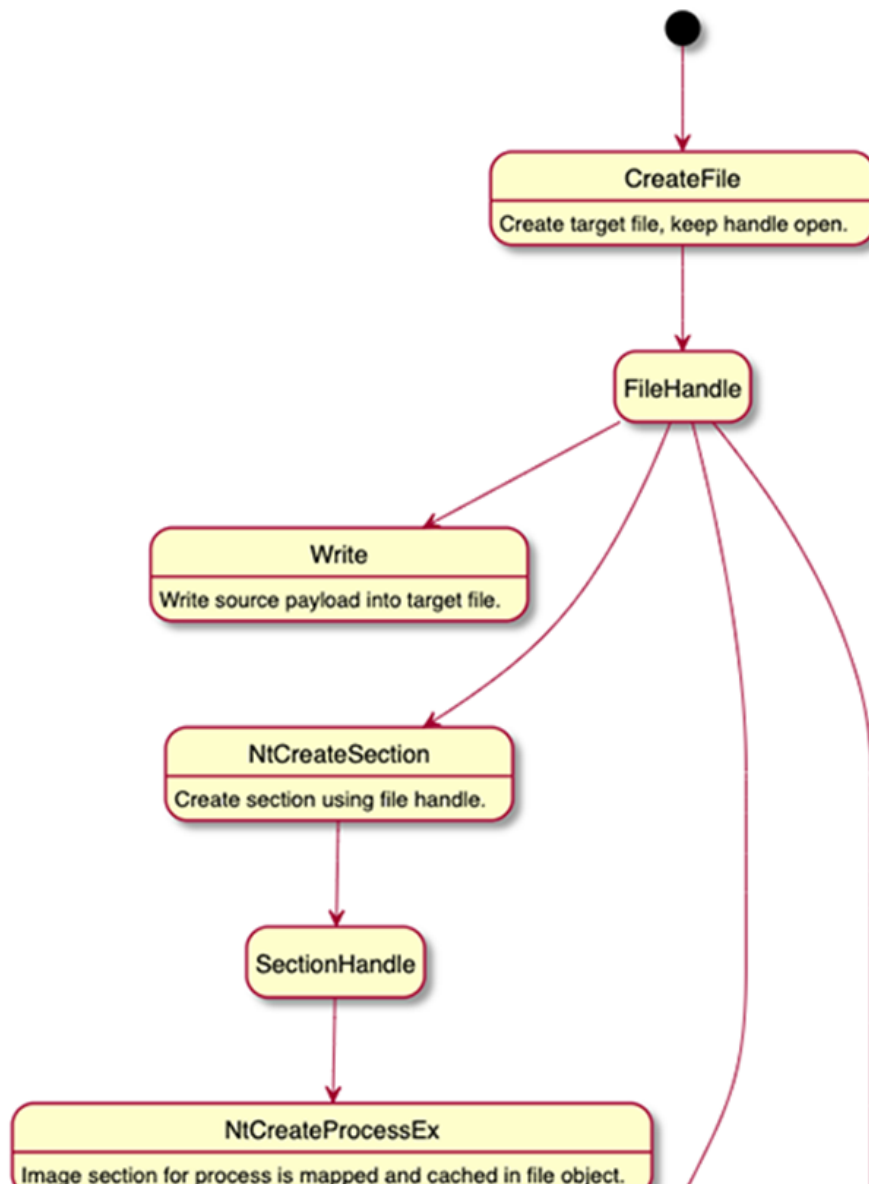 CreateFile
Create target file, keep handle open.
FileHandle
Write
Write source payload into target file.
NtCreateSection
Create section using file handle.
SectionHandle
NtCreateProcessEx
Image section for process is mapped and cached in file object.